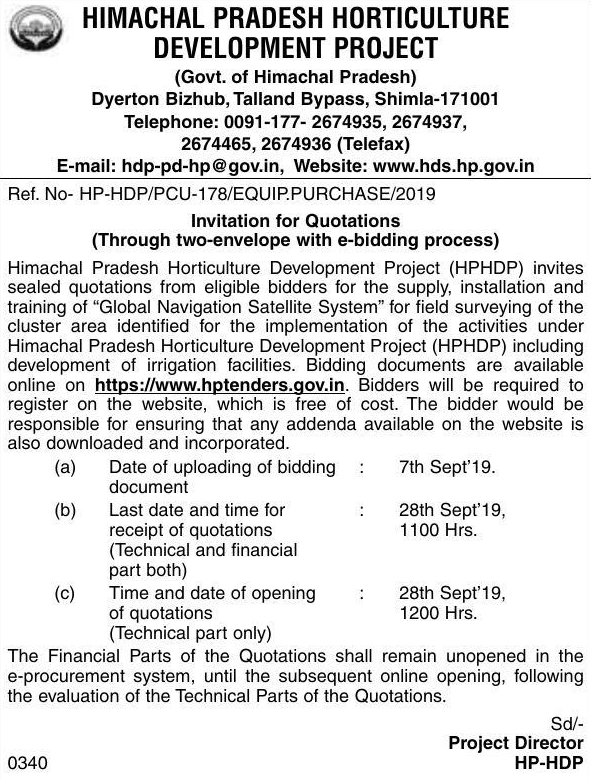 HIMACHAL PRADESH HORTICULTURE
DEVELOPMENT PROJECT
(Govt. of Himachal Pradesh)
Dyerton Bizhub, Talland Bypass, Shimla-171001
Telephone: 0091-177- 2674935, 2674937,
2674465, 2674936 (Telefax)
E-mail: hdp-pd-hp@gov.in, Website: www.hds.hp.gov.in
Ref. No- HP-HDP/PCU-178/EQUIP.PURCHASE/2019
Invitation for Quotations
(Through two-envelope with e-bidding process)
Himachal Pradesh Horticulture Development Project (HPHDP) invites
sealed quotations from eligible bidders for the supply, installation and
training of “Global Navigation Satellite System” for field surveying of the
cluster area identified for the implementation of the activities under
Himachal Pradesh Horticulture Development Project (HPHDP) including
development of irrigation facilities. Bidding documents are available
online on https://www.hptenders.gov.in. Bidders will be required to
register on the website, which is free of cost. The bidder would be
responsible for ensuring that any addenda available on the website is
also downloaded and incorporated.
(a) Date of uploading of bidding : 7th Sept’19.
document
(b) Last date and time for : 28th Sept’19,
receipt of quotations 1100 Hrs.
(Technical and financial
part both)
(c) Time and date of opening : 28th Sept’19,
of quotations 1200 Hrs.
(Technical part only)
The Financial Parts of the Quotations shall remain unopened in the
e-procurement system, until the subsequent online opening, following
the evaluation of the Technical Parts of the Quotations.
Sd/-
Project Director
0340 HP-HDP